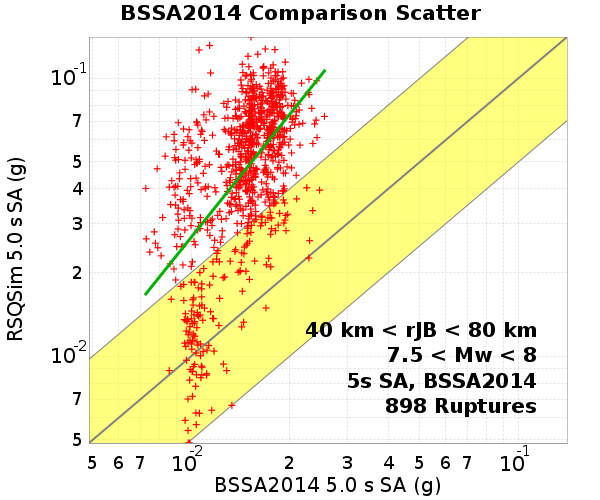 BSSA2014 Comparison Scatter
RSQSim 5.0 s SA (g)
10-1
7
5
4
3
2
10-2
7
5
40 km < rJB < 80 km
7.5 < Mw < 8
5s SA, BSSA2014
898 Ruptures
5 6 7 10-2 2 3 4 5 6 7 10-1
BSSA2014 5.0 s SA (g)